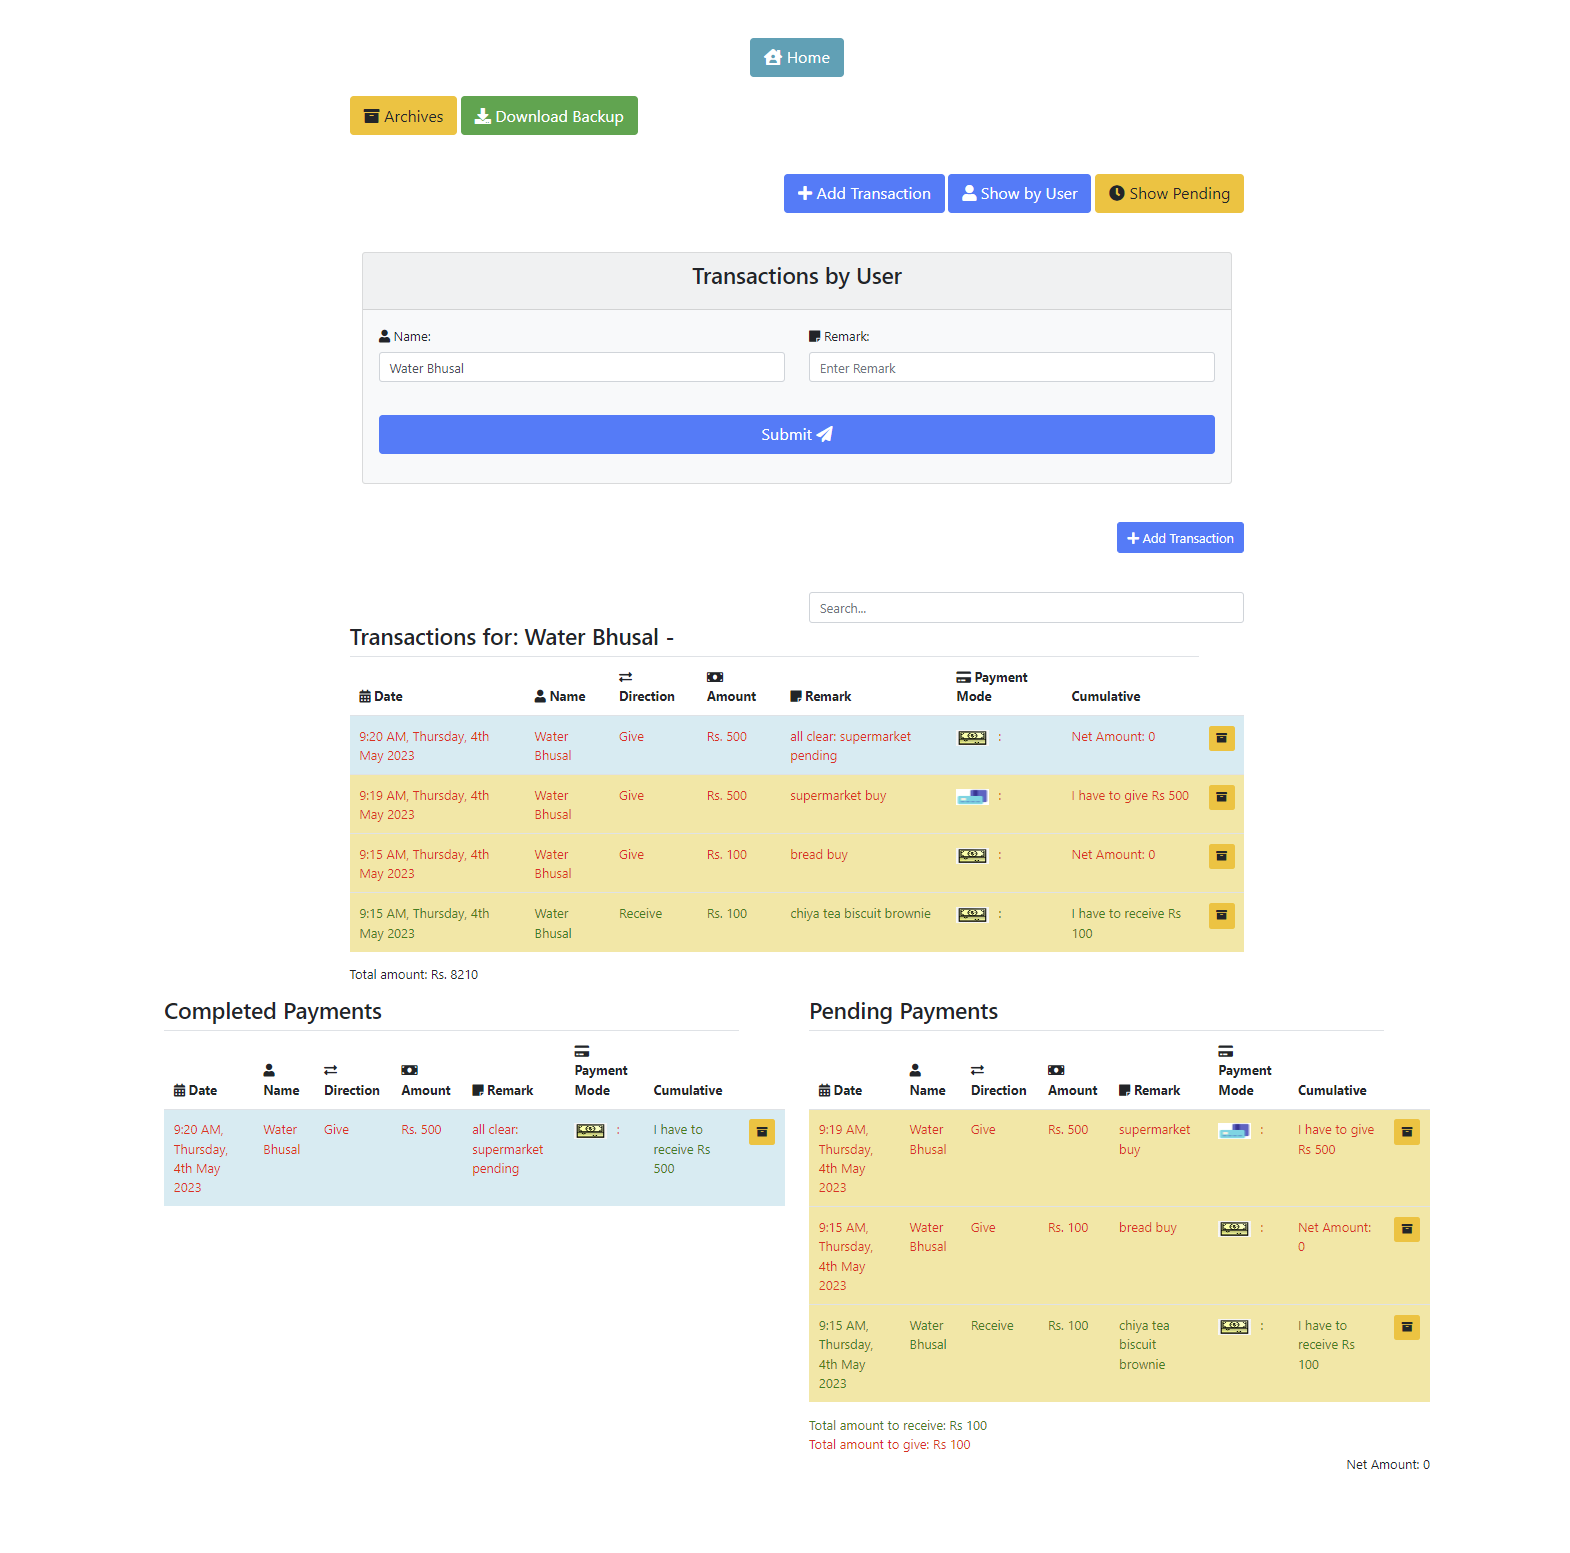 Home
Archives Download Backup
Add Transaction Show by User Show Pending
Transactions by User
Name: Remark:
Water Bhusal Enter Remark
Submit
Add Transaction
Search...
Transactions for: Water Bhusal -
Payment
Date Name Direction Amount Remark Mode Cumulative
9:20 AM, Thursday, 4th Water Give Rs. 500 all clear: supermarket : Net Amount: 0
May 2023 Bhusal pending
9:19 AM, Thursday, 4th Water Give Rs. 500 supermarket buy : I have to give Rs 500
May 2023 Bhusal
9:15 AM, Thursday, 4th Water Give Rs. 100 bread buy : Net Amount: 0
May 2023 Bhusal
9:15 AM, Thursday, 4th Water Receive Rs. 100 chiya tea biscuit brownie : I have to receive Rs
May 2023 Bhusal 100
Total amount: Rs. 8210
Completed Payments
Payment
Date Name Direction Amount Remark Mode Cumulative
9:20 AM, Water Give Rs. 500 all clear: : I have to
Thursday, Bhusal supermarket receive Rs
4th May pending 500
2023
Pending Payments
Payment
Date Name Direction Amount Remark Mode Cumulative
9:19 AM, Water Give Rs. 500 supermarket : I have to give
Thursday, Bhusal buy Rs 500
4th May
2023
9:15 AM, Water Give Rs. 100 bread buy : Net Amount:
Thursday, Bhusal 0
4th May
2023
9:15 AM, Water Receive Rs. 100 chiya tea : I have to
Thursday, Bhusal biscuit receive Rs
4th May brownie 100
2023
Total amount to receive: Rs 100
Total amount to give: Rs 100
Net Amount: 0